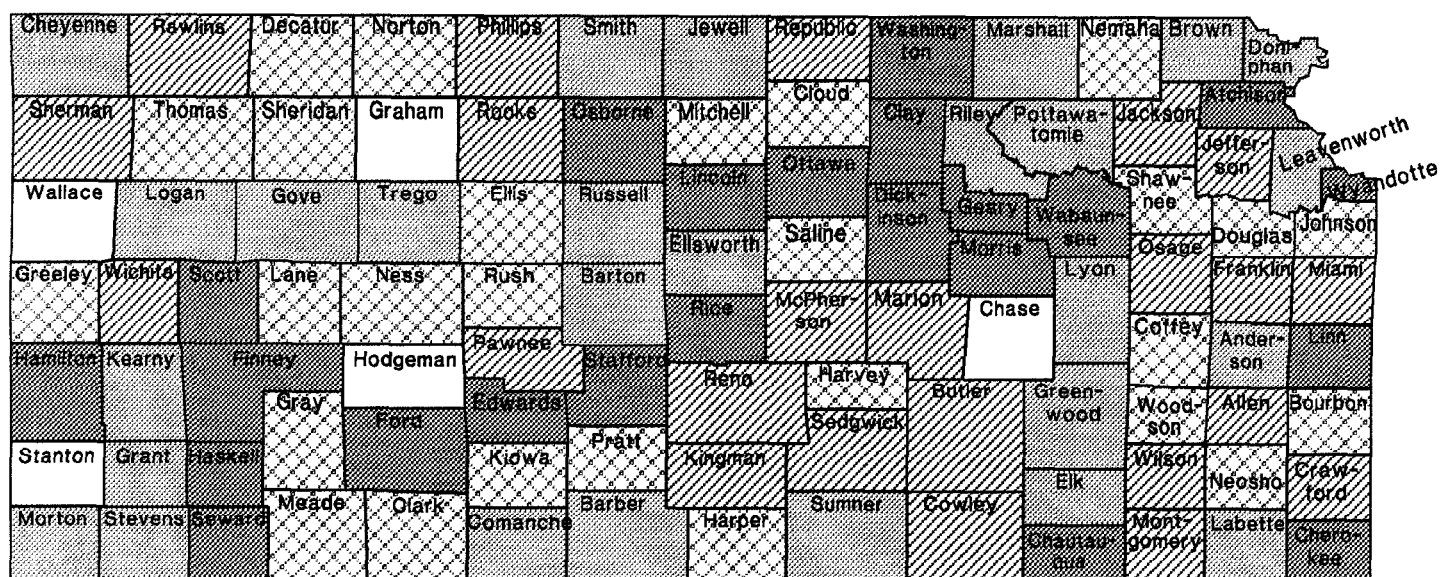 Cheyenne
Rawlins
Decatur
Norton
Phillips
Smith
Jewell
Republic
Washing-
ton
Marshall
Nemaha
Brown
Doni-
phan
Sherman
Thomas
Sheridan
Graham
Rooks
Osborne
Mitchell
Cloud
Clay
Riley
Pottawa-
tomie
Jackson
Atchison
Jeffer-
son
Leavenworth
Wyandotte
Wallace
Logan
Gove
Trego
Ellis
Russell
Lincoln
Ottawa
Dick-
inson
Geary
Wabaun-
see
Shaw-
nee
Douglas
Johnson
Ellsworth
Saline
Morris
Osage
Greeley
Wichita
Scott
Lane
Ness
Rush
Barton
Rice
McPher-
son
Marion
Chase
Lyon
Franklin
Miami
Hamilton
Kearny
Finney
Hodgeman
Pawnee
Stafford
Reno
Harvey
Butler
Green-
wood
Coffey
Ander-
son
Linn
Gray
Ford
Edwards
Sedgwick
Wood-
son
Allen
Bourbon
Stanton
Grant
Haskell
Kiowa
Pratt
Kingman
Elk
Wilson
Neosho
Craw-
ford
Morton
Stevens
Seward
Meade
Clark
Comanche
Barber
Harper
Sumner
Cowley
Chautau-
qua
Mont-
gomery
Labette
Chero-
kee